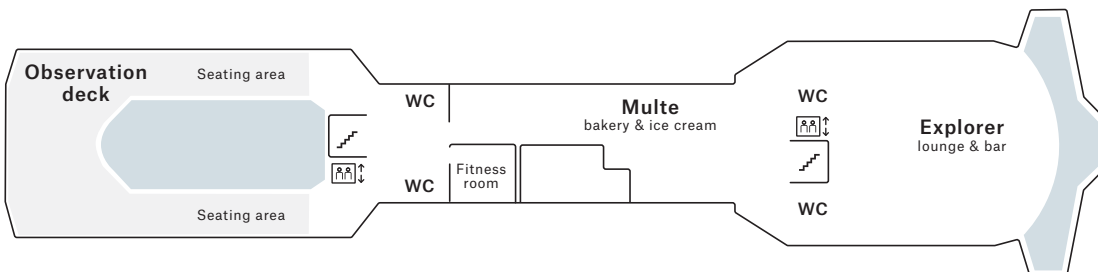 Observation
deck
Seating area
Seating area
WC
WC
Fitness
room
Multe
bakery & ice cream
WC
WC
Explorer
lounge & bar